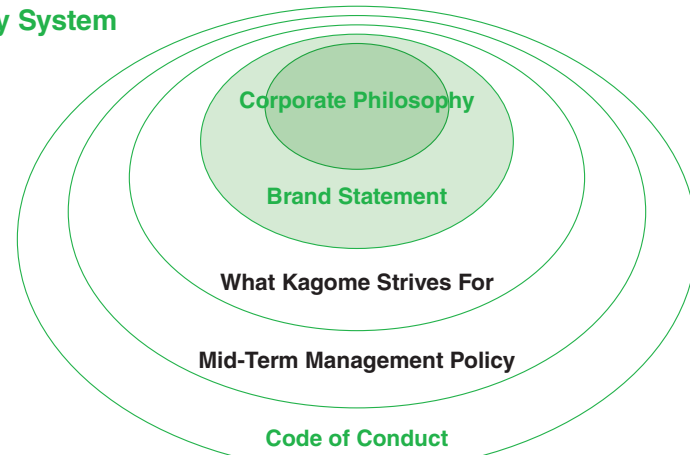 y System
Corporate Philosophy
Brand Statement
What Kagome Strives For
Mid-Term Management Policy
Code of Conduct